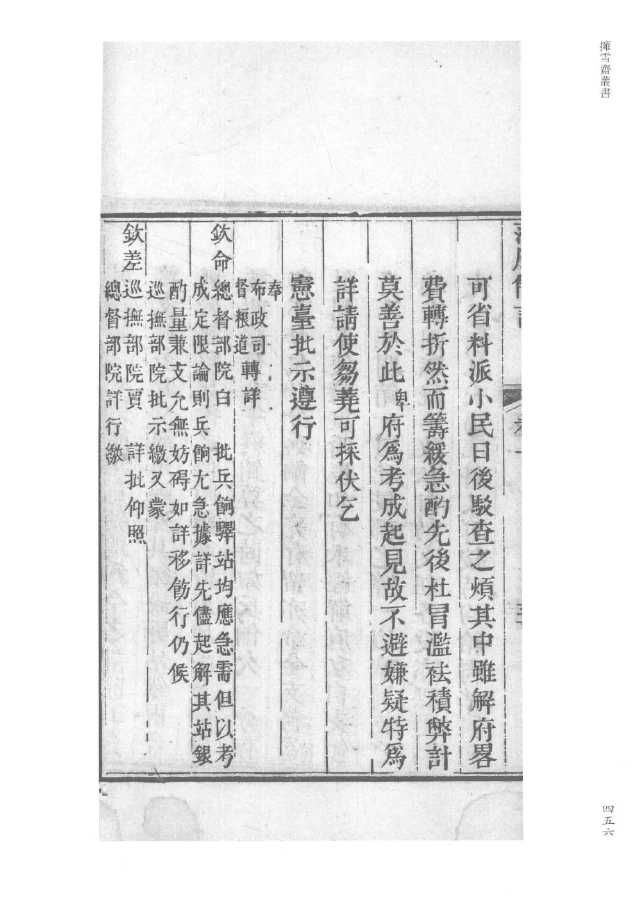 擁雪齋叢書
可省科派小民日後駁查之煩其中雖解府畧
費轉折然而籌緩急酌先後杜冒濫祛積弊計
莫善於此卑府爲考成起見故不避嫌疑特爲
詳請使芻蕘可採伏乞
憲臺批示遵行
奉
布政司
督粮道轉詳
欽命總督部院白 批兵餉驛站均應急需但以考
成定限論則兵餉尤急據詳先儘起解其站銀
酌量兼支允無妨碍如詳移飭行仍候
巡撫部院批示繳又蒙
欽差巡撫部院賈 詳批仰照
總督部院詳行繳
四五六